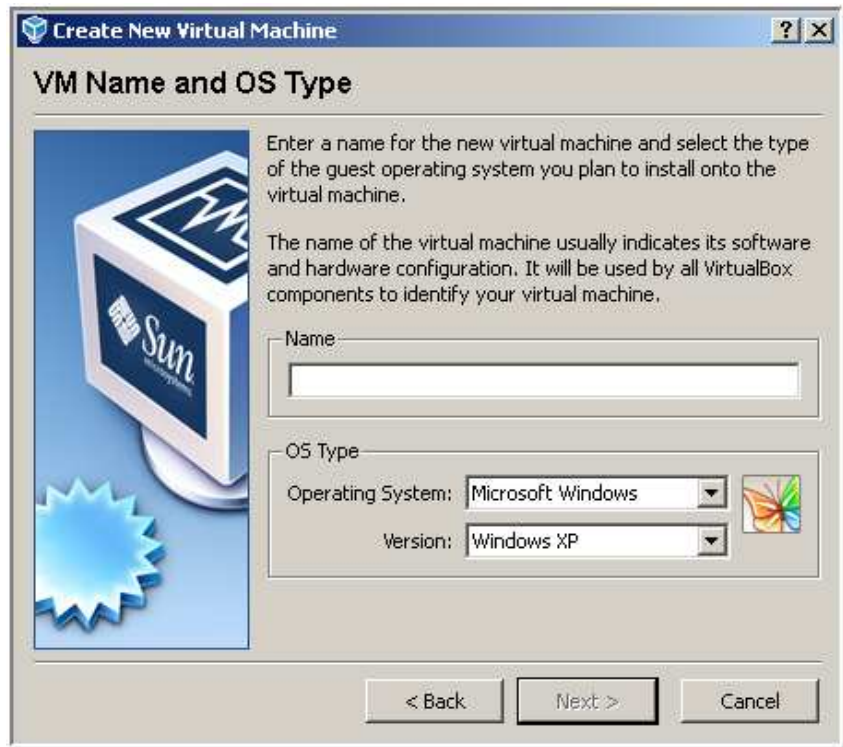 Create New Virtual Machine
VM Name and OS Type
Enter a name for the new virtual machine and select the type
of the guest operating system you plan to install onto the
virtual machine.
The name of the virtual machine usually indicates its software
and hardware configuration. It will be used by all VirtualBox
components to identify your virtual machine.
Sun
microsystems
Name
OS Type
Operating System: Microsoft Windows
Version: Windows XP
< Back Next > Cancel